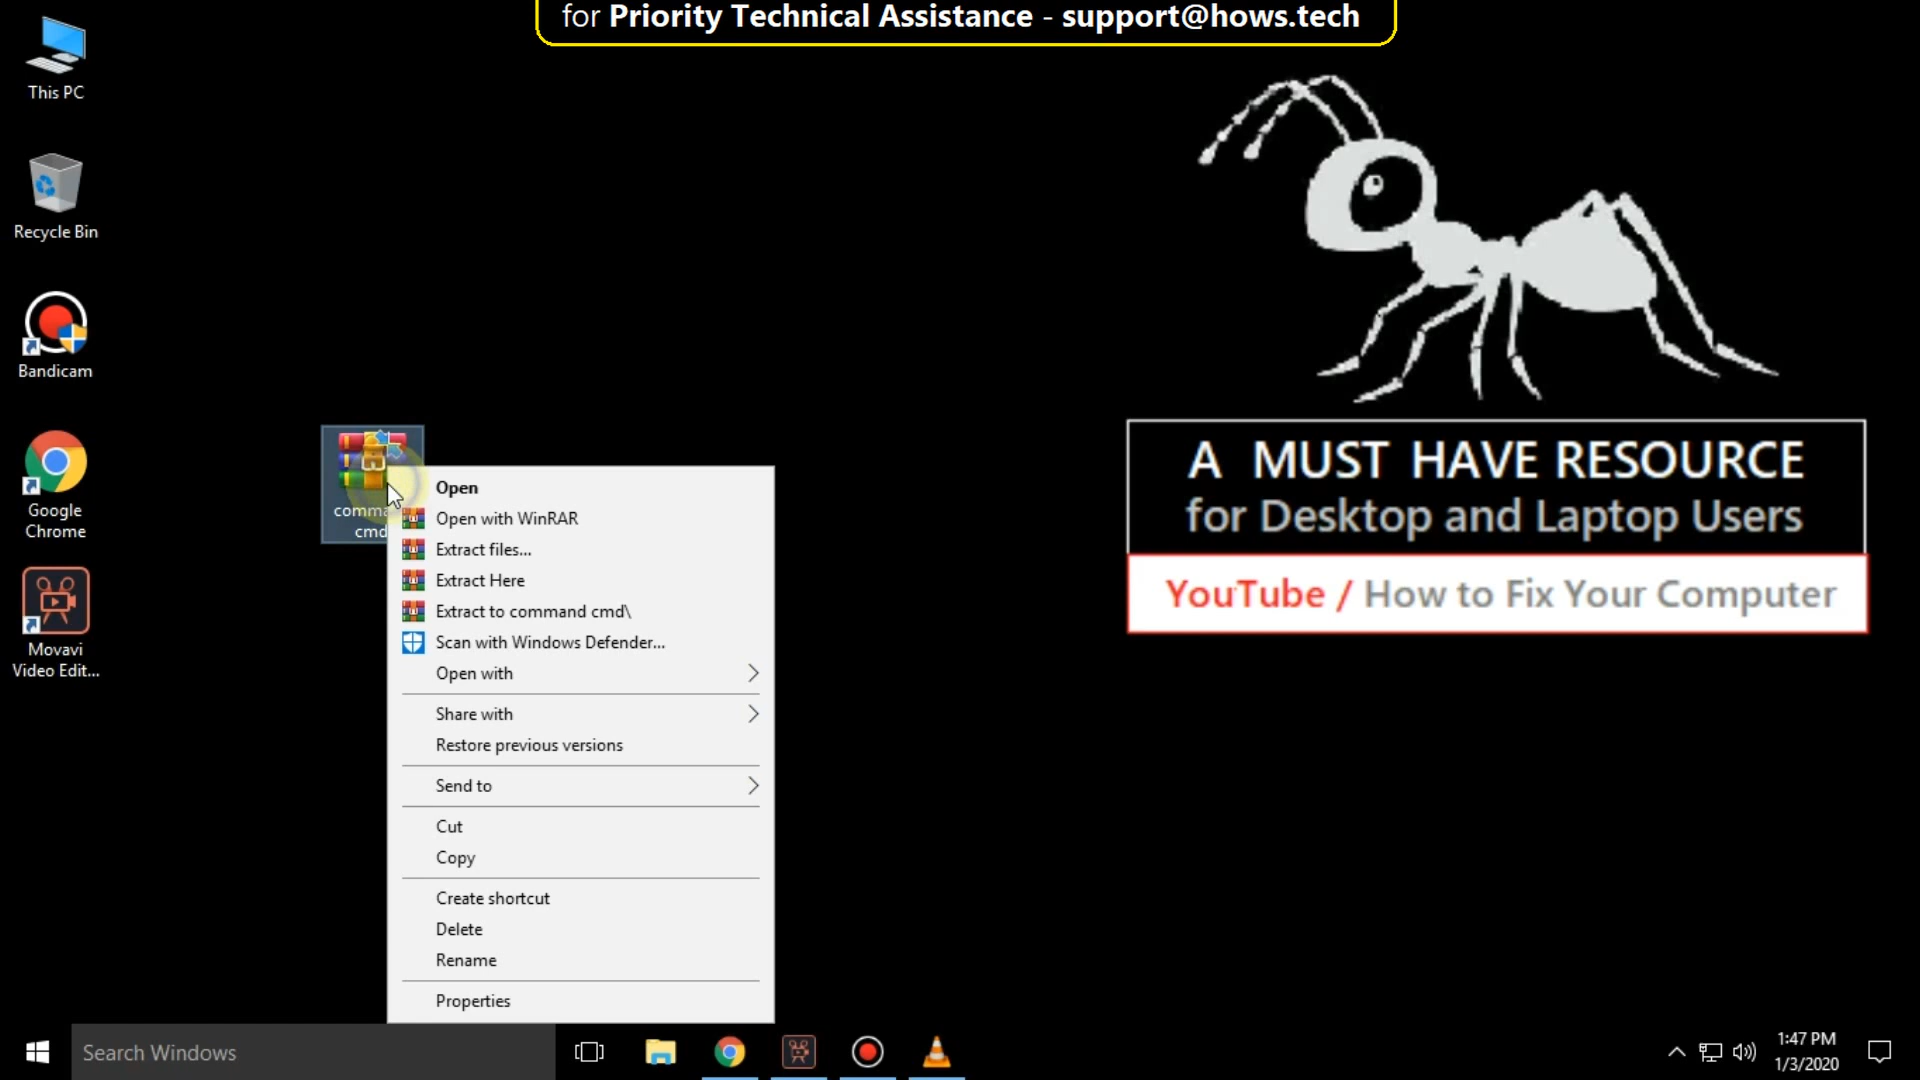 for Priority Technical Assistance - support@hows.tech
This PC
Recycle Bin
Bandicam
Google
Chrome
Movavi
Video Edit...
cmd
Open
Open with WinRAR
Extract files...
Extract Here
Extract to command cmd\
Scan with Windows Defender...
Open with
Share with
Restore previous versions
Send to
Cut
Copy
Create shortcut
Delete
Rename
Properties
A MUST HAVE RESOURCE
for Desktop and Laptop Users
YouTube / How to Fix Your Computer
Search Windows
1:47 PM
1/3/2020